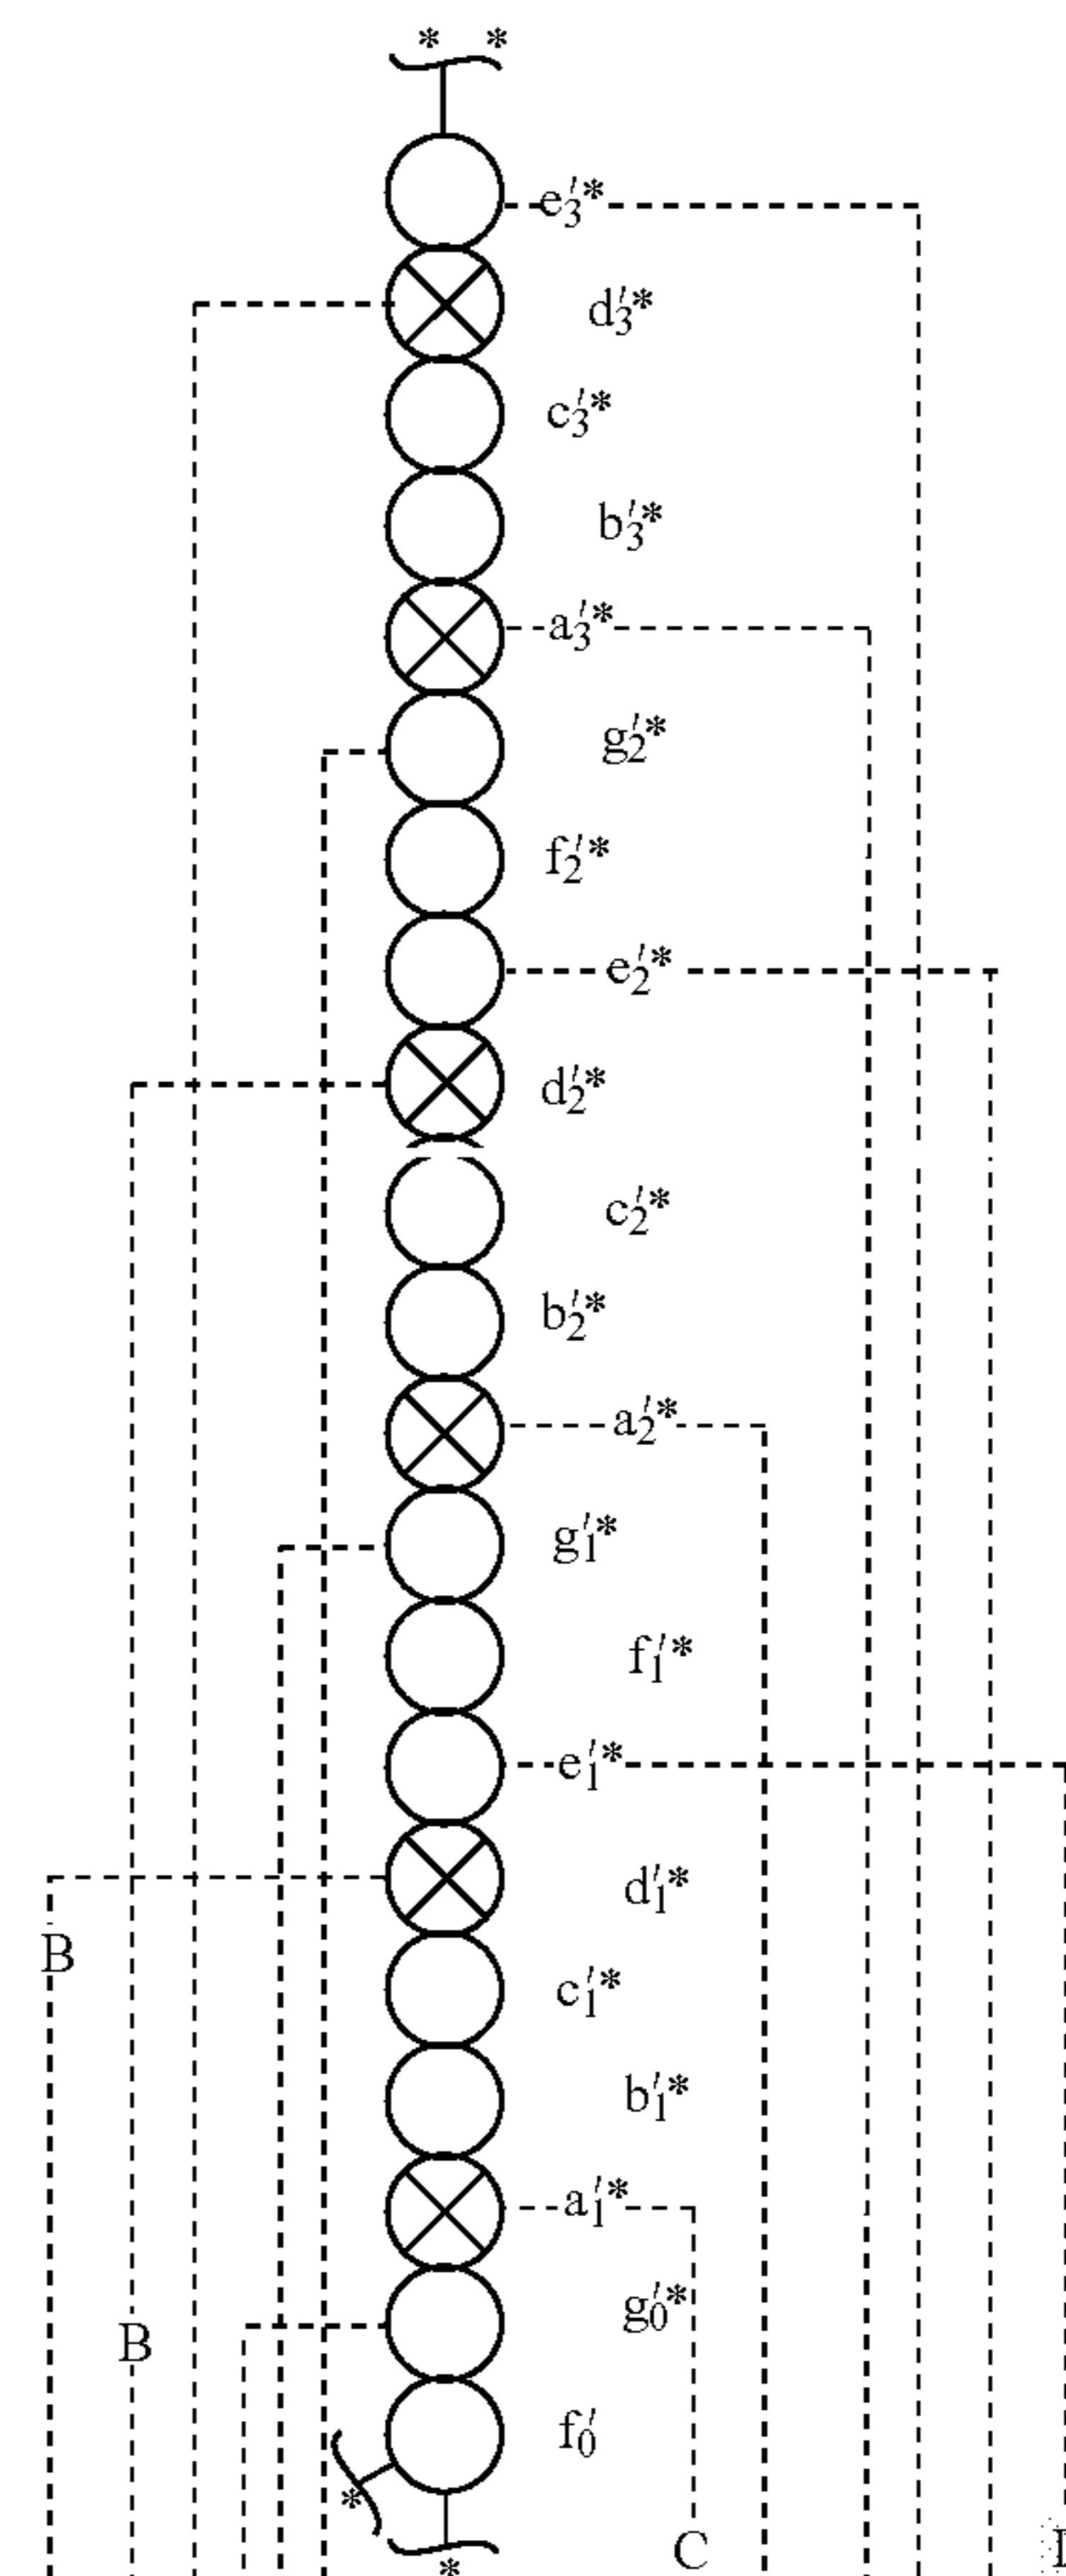 * *
e₃′*
d₃′*
c₃′*
b₃′*
a₃′*
g₂′*
f₂′*
e₂′*
d₂′*
c₂′*
b₂′*
a₂′*
g₁′*
f₁′*
e₁′*
d₁′*
B
c₁′*
b₁′*
a₁′*
g₀′*
B
f₀′
*
C
*